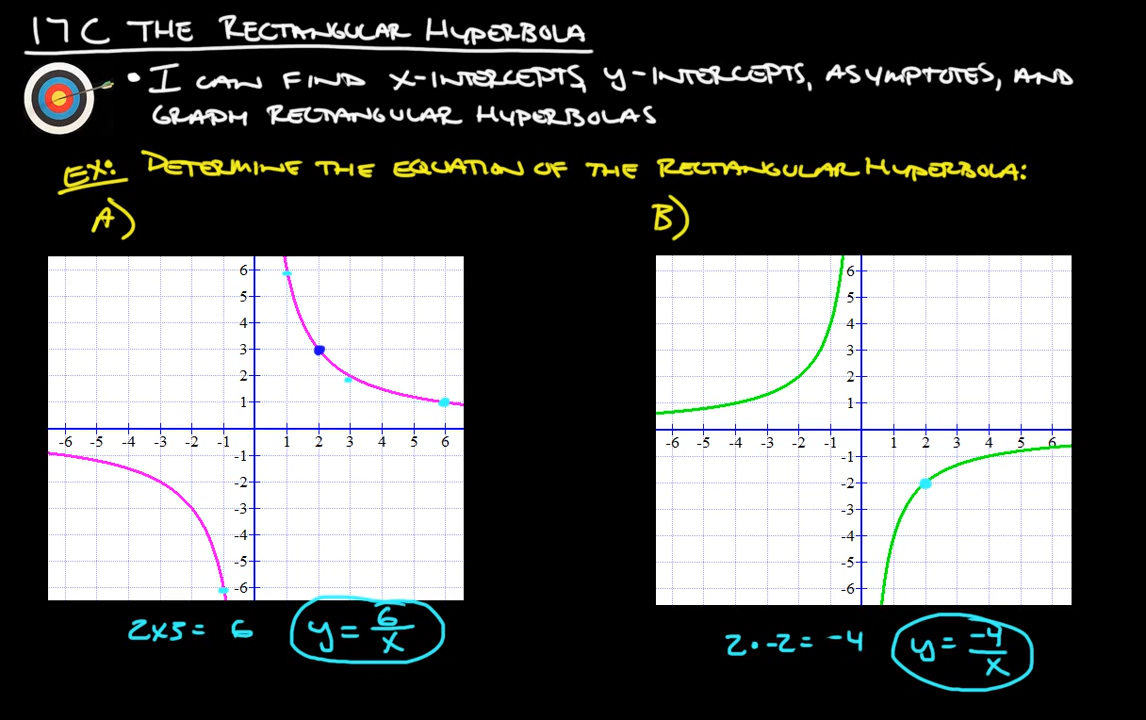 17C THE RECTANGULAR HYPERBOLA
• I CAN FIND X-INTERCEPTS, Y-INTERCEPTS, ASYMPTOTES, AND
GRAPH RECTANGULAR HYPERBOLAS
EX: DETERMINE THE EQUATION OF THE RECTANGULAR HYPERBOLA:
A)
B)
6
5
4
3
2
1
-6 -5 -4 -3 -2 -1 1 2 3 4 5 6
-1
-2
-3
-4
-5
-6
6
5
4
3
2
1
-6 -5 -4 -3 -2 -1 1 2 3 4 5 6
-1
-2
-3
-4
-5
-6
2x3 = 6 y = 6/x
2 · -2 = -4 y = -4/x